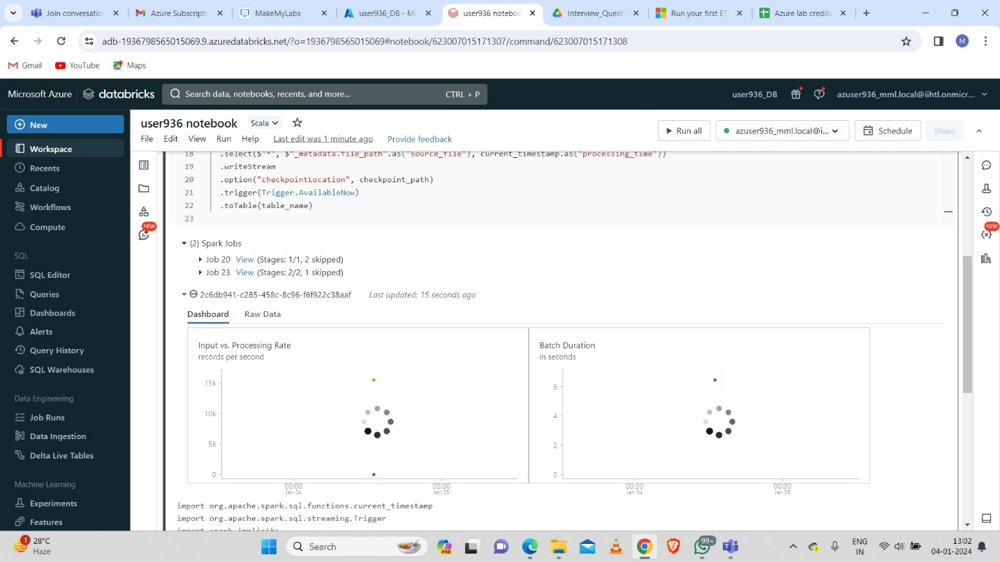 Join conversation
Gmail Azure Subscripti
MakeMyLabs
user936_DB - Mi
user936 notebook
Interview_Questi
Run your first ET
Azure lab credits
adb-1936798565015069.9.azuredatabricks.net/?o=1936798565015069#notebook/623007015171307/command/623007015171308
M
Gmail
YouTube
Maps
Microsoft Azure
databricks
Search data, notebooks, recents, and more...
CTRL + P
user936_DB
azuser936_mml.local@iihtl.onmicr...
New
Workspace
Recents
Catalog
Workflows
Compute
SQL
SQL Editor
Queries
Dashboards
Alerts
Query History
SQL Warehouses
Data Engineering
Job Runs
Data Ingestion
Delta Live Tables
Machine Learning
Experiments
Features
user936 notebook
Scala
File Edit View Run Help
Last edit was 1 minute ago
Provide feedback
Run all
azuser936_mml.local@i...
Schedule
Share
NEW
18 .select($"*", $"_metadata.file_path".as("source_file"), current_timestamp.as("processing_time"))
19 .writeStream
20 .option("checkpointLocation", checkpoint_path)
21 .trigger(Trigger.AvailableNow)
22 .toTable(table_name)
23
(2) Spark Jobs
Job 20 View (Stages: 1/1, 2 skipped)
Job 23 View (Stages: 2/2, 1 skipped)
2c6db941-c285-458c-8c96-f6f922c38aaf Last updated: 15 seconds ago
Dashboard Raw Data
Input vs. Processing Rate
records per second
15k
10k
5k
0
00:00
Jan 04
00:00
Jan 05
Batch Duration
in seconds
6
4
2
0
00:00
Jan 04
00:00
Jan 05
import org.apache.spark.sql.functions.current_timestamp
import org.apache.spark.sql.streaming.Trigger
import spark.implicits._
NEW
1
28°C
Haze
Search
PRE
99+
ENG
IN
13:02
04-01-2024